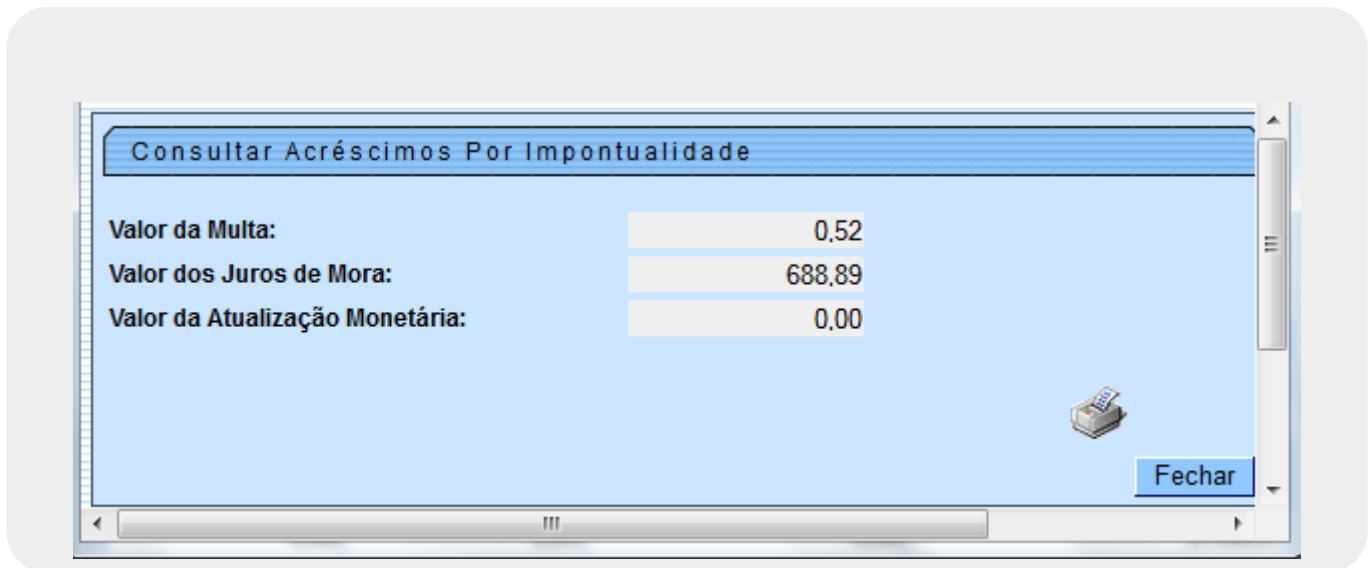 Consultar Acréscimos Por Impontualidade
Valor da Multa: 0,52
Valor dos Juros de Mora: 688,89
Valor da Atualização Monetária: 0,00
Fechar